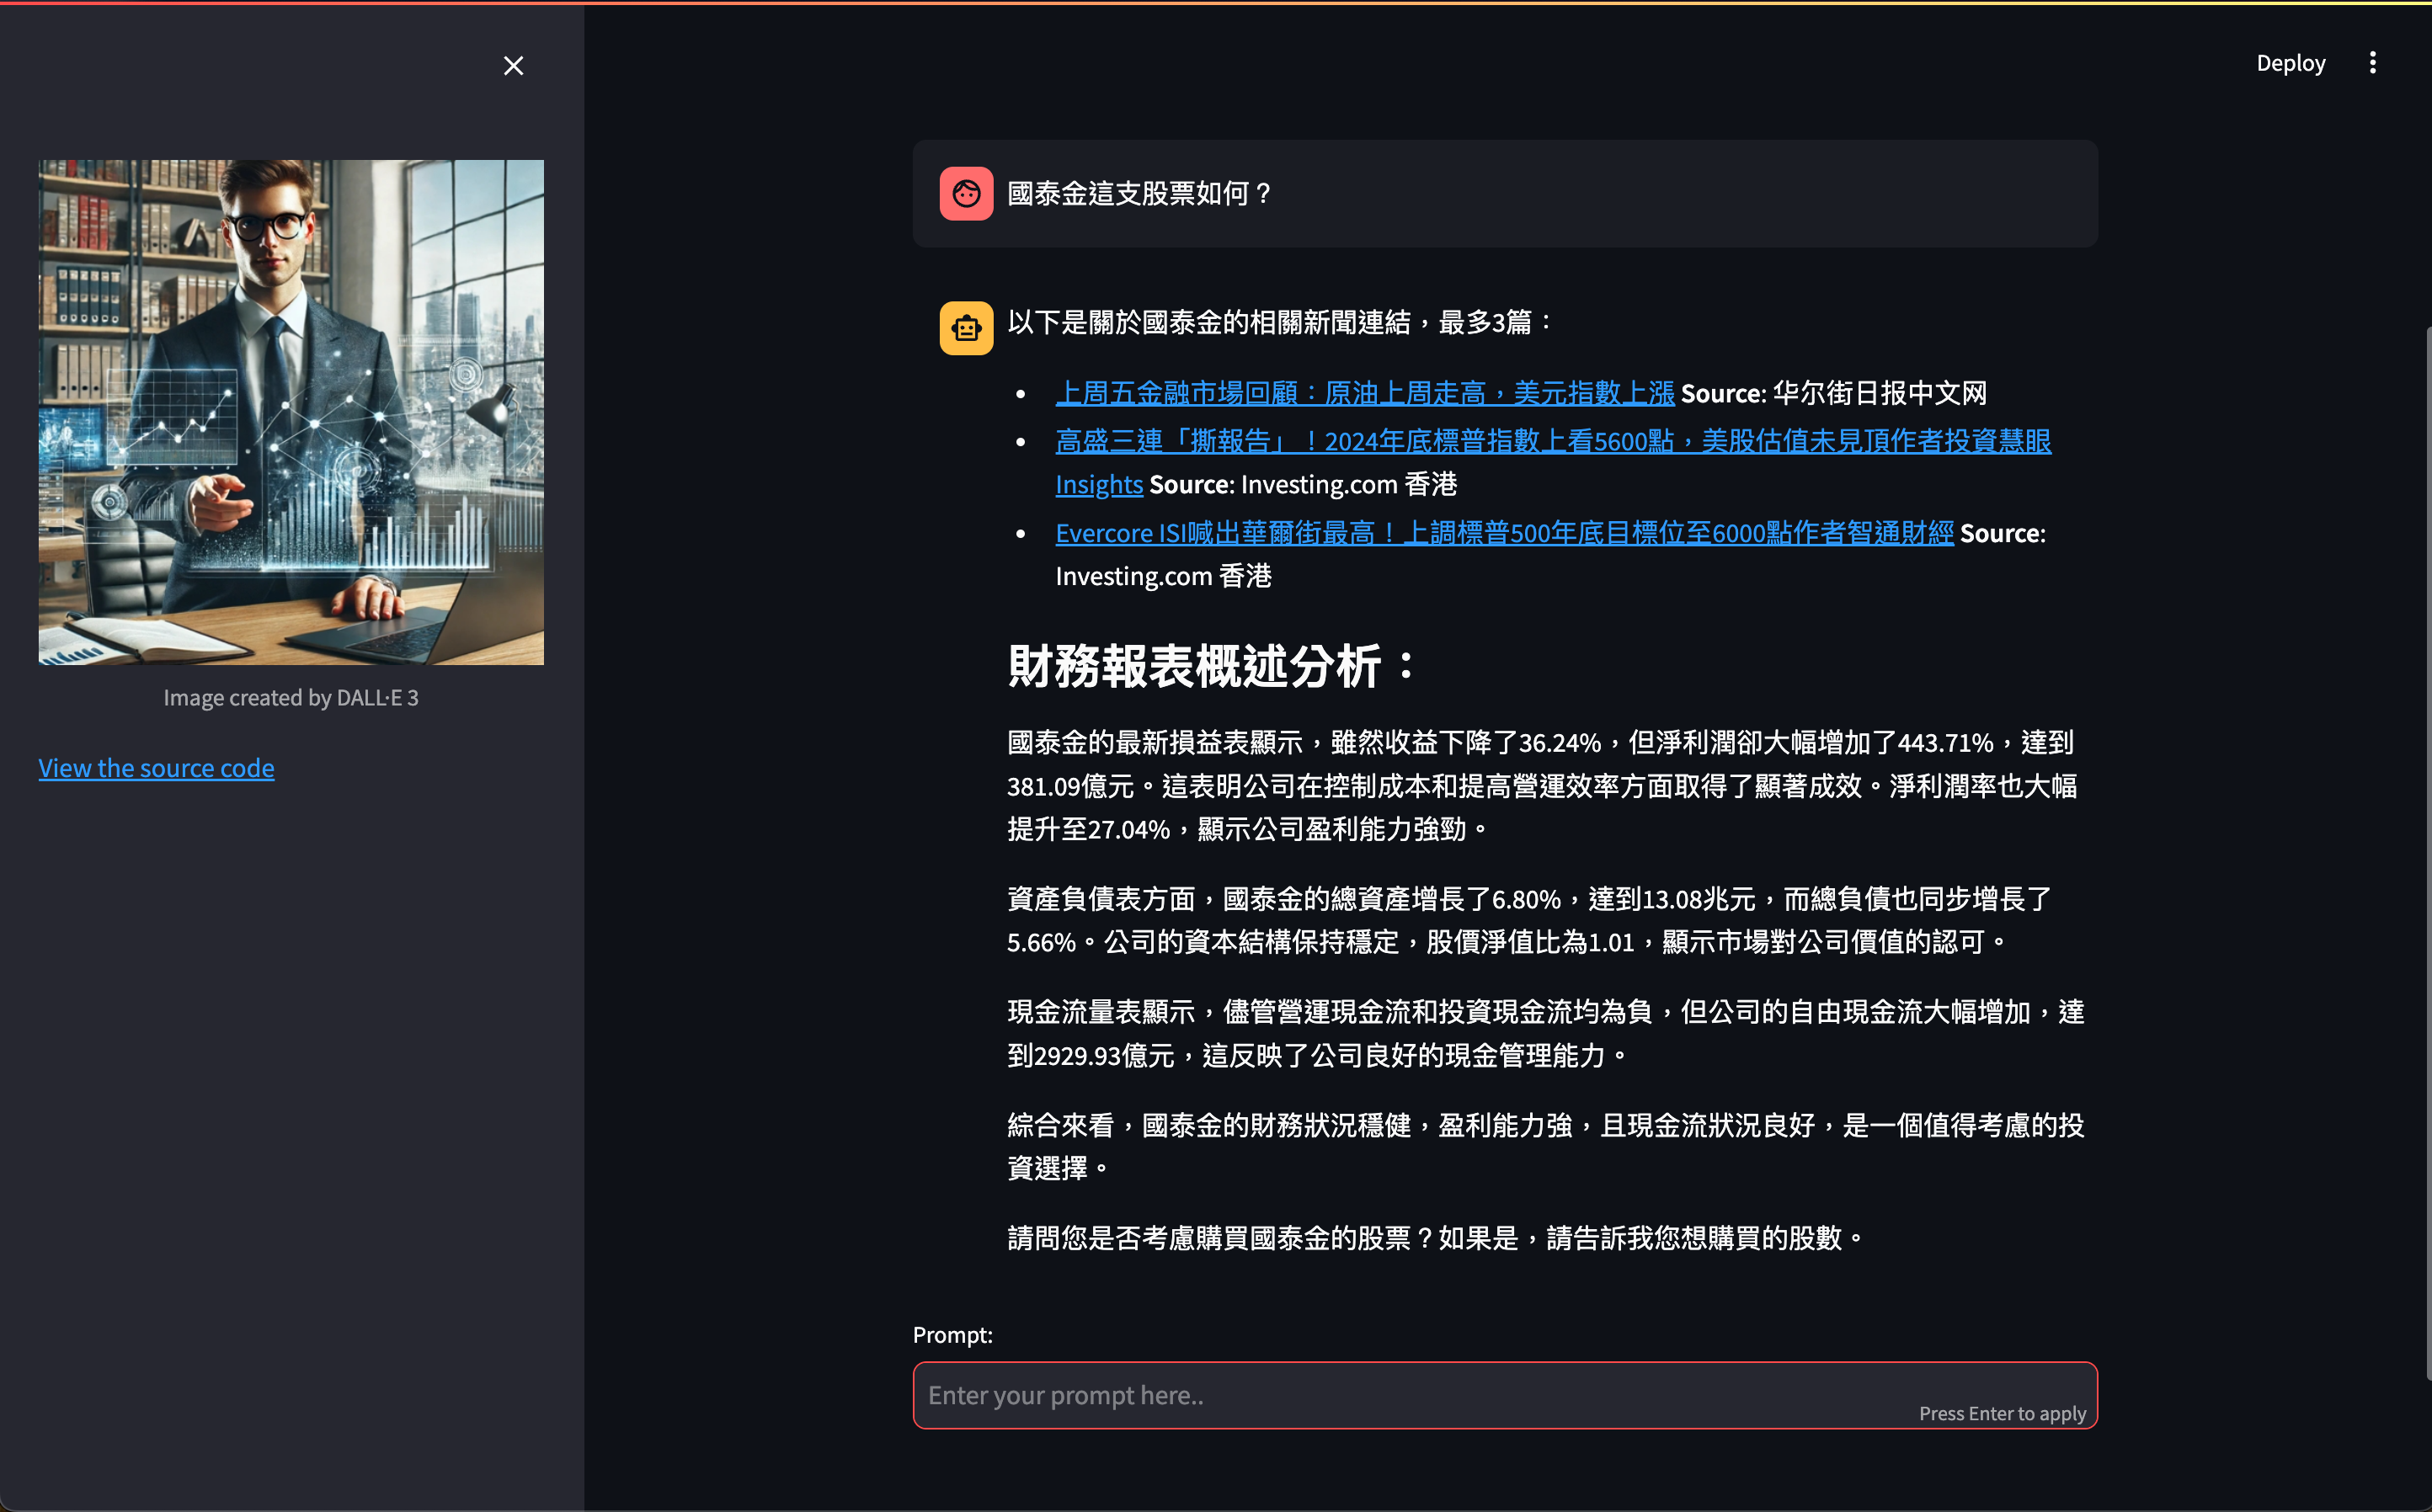 Deploy
國泰金這支股票如何？
以下是關於國泰金的相關新聞連結，最多3篇：
上周五金融市場回顧：原油上周走高，美元指數上漲 Source: 华尔街日报中文网
高盛三連「撕報告」！2024年底標普指數上看5600點，美股估值未見頂作者投資慧眼
Insights Source: Investing.com 香港
Evercore ISI喊出華爾街最高！上調標普500年底目標位至6000點作者智通財經 Source:
Investing.com 香港
財務報表概述分析：
國泰金的最新損益表顯示，雖然收益下降了36.24%，但淨利潤卻大幅增加了443.71%，達到
381.09億元。這表明公司在控制成本和提高營運效率方面取得了顯著成效。淨利潤率也大幅
提升至27.04%，顯示公司盈利能力強勁。
資產負債表方面，國泰金的總資產增長了6.80%，達到13.08兆元，而總負債也同步增長了
5.66%。公司的資本結構保持穩定，股價淨值比為1.01，顯示市場對公司價值的認可。
現金流量表顯示，儘管營運現金流和投資現金流均為負，但公司的自由現金流大幅增加，達
到2929.93億元，這反映了公司良好的現金管理能力。
綜合來看，國泰金的財務狀況穩健，盈利能力強，且現金流狀況良好，是一個值得考慮的投
資選擇。
請問您是否考慮購買國泰金的股票？如果是，請告訴我您想購買的股數。
Prompt:
Enter your prompt here..
Press Enter to apply
Image created by DALL·E 3
View the source code